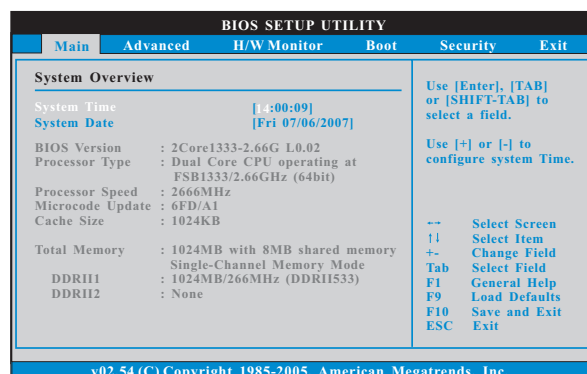 BIOS SETUP UTILITY
Main Advanced H/W Monitor Boot Security Exit
System Overview
System Time [14:00:09]
System Date [Fri 07/06/2007]
BIOS Version : 2Core1333-2.66G L0.02
Processor Type : Dual Core CPU operating at
FSB1333/2.66GHz (64bit)
Processor Speed : 2666MHz
Microcode Update : 6FD/A1
Cache Size : 1024KB
Total Memory : 1024MB with 8MB shared memory
Single-Channel Memory Mode
DDRII1 : 1024MB/266MHz (DDRII533)
DDRII2 : None
Use [Enter], [TAB]
or [SHIFT-TAB] to
select a field.
Use [+] or [-] to
configure system Time.
←→ Select Screen
↑↓ Select Item
+- Change Field
Tab Select Field
F1 General Help
F9 Load Defaults
F10 Save and Exit
ESC Exit
v02.54 (C) Copyright 1985-2005, American Megatrends, Inc.